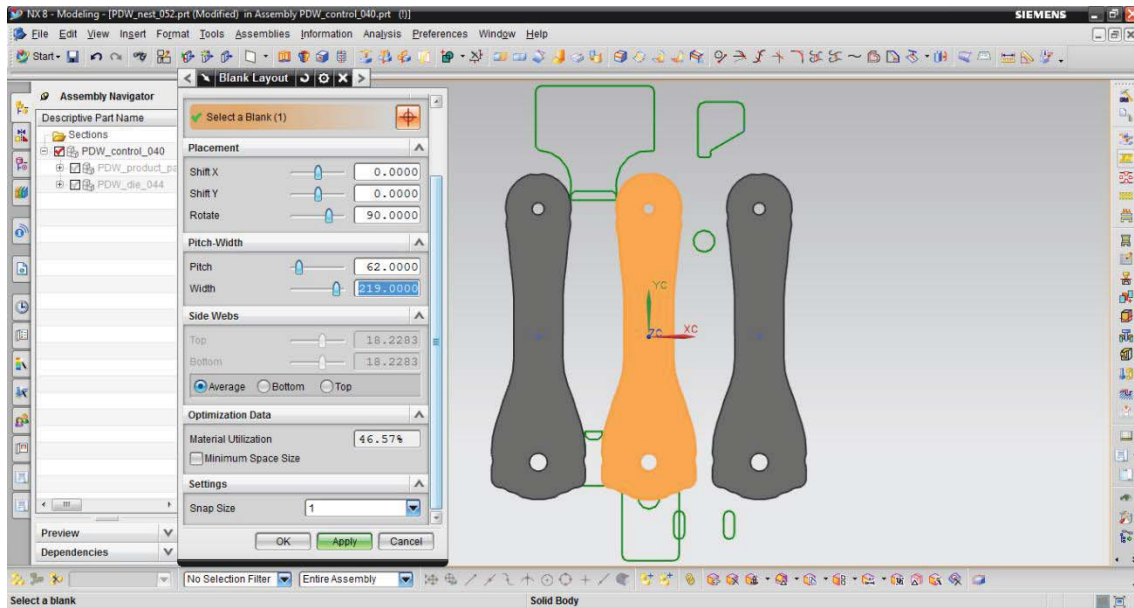 NX 8 - Modeling - [PDW_nest_052.prt (Modified) in Assembly PDW_control_040.prt (!)]
SIEMENS
File Edit View Insert Format Tools Assemblies Information Analysis Preferences Window Help
Start
Blank Layout
Assembly Navigator
Descriptive Part Name
Sections
PDW_control_040
PDW_product_pa
PDW_die_044
Select a Blank (1)
Placement
Shift X 0.0000
Shift Y 0.0000
Rotate 90.0000
Pitch-Width
Pitch 62.0000
Width 219.0000
Side Webs
Top 18.2283
Bottom 18.2283
Average Bottom Top
Optimization Data
Material Utilization 46.57%
Minimum Space Size
Settings
Snap Size 1
OK Apply Cancel
Preview
Dependencies
YC
ZC XC
No Selection Filter Entire Assembly
Select a blank Solid Body